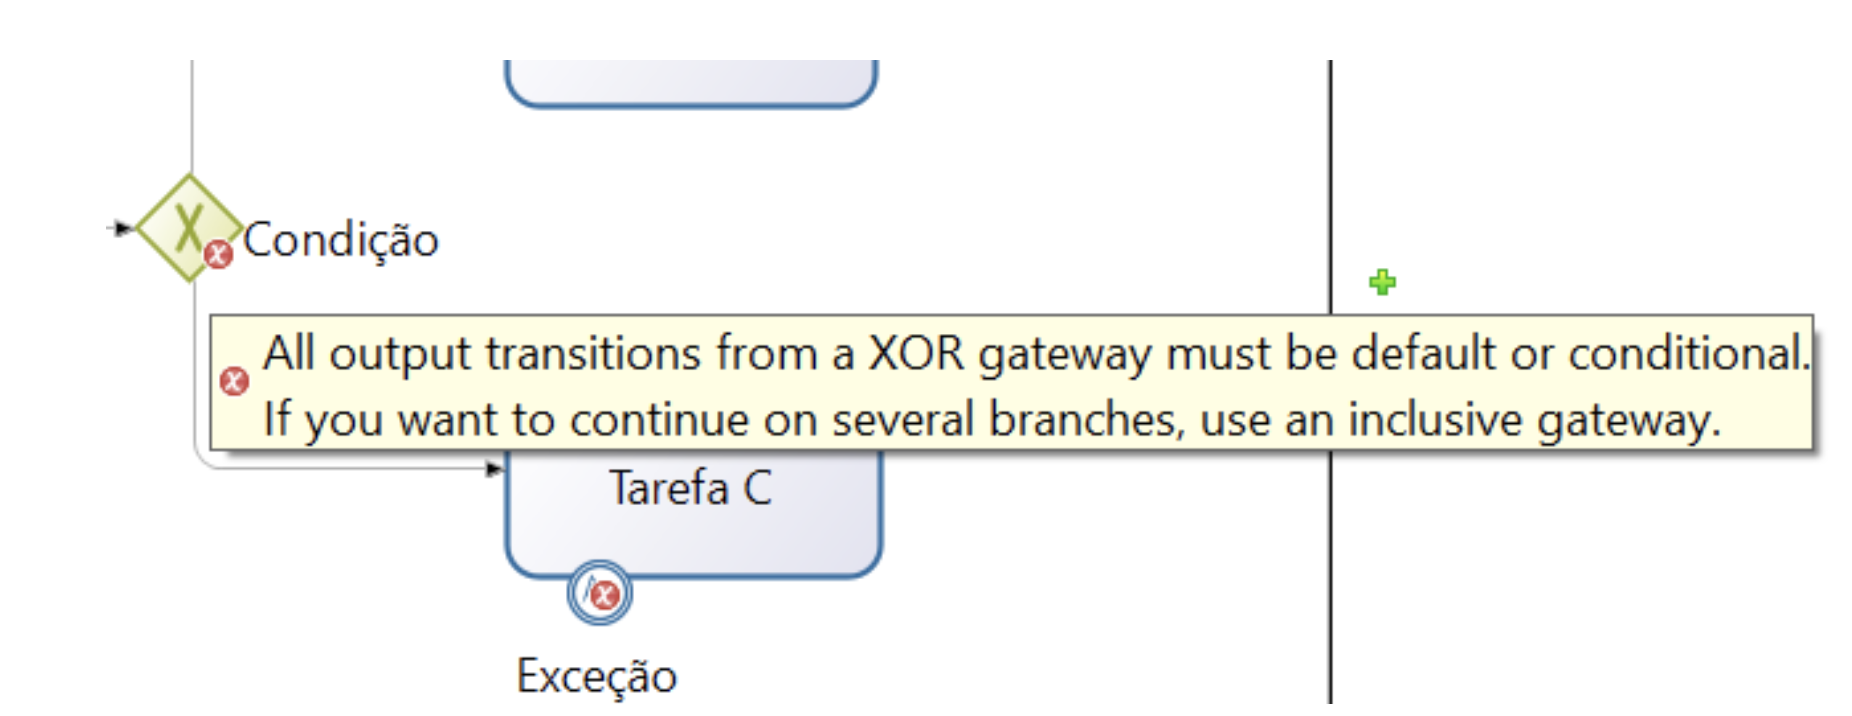 Condição
All output transitions from a XOR gateway must be default or conditional.
If you want to continue on several branches, use an inclusive gateway.
Tarefa C
Exceção